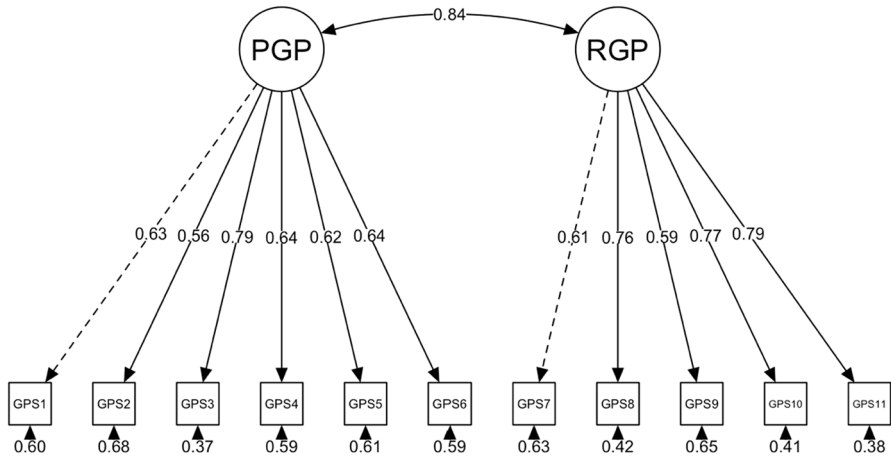 0.84
PGP RGP
0.63 0.56 0.79 0.64 0.62 0.64 0.61 0.76 0.59 0.77 0.79
GPS1 GPS2 GPS3 GPS4 GPS5 GPS6 GPS7 GPS8 GPS9 GPS10 GPS11
0.60 0.68 0.37 0.59 0.61 0.59 0.63 0.42 0.65 0.41 0.38